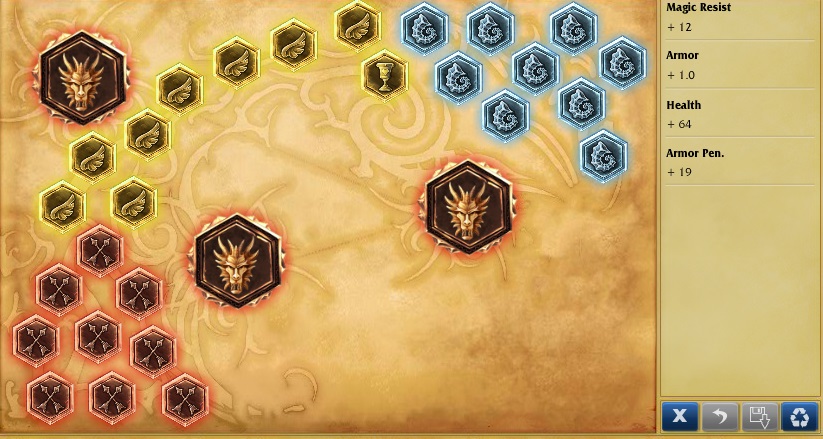 Magic Resist
+ 12
Armor
+ 1.0
Health
+ 64
Armor Pen.
+ 19
X